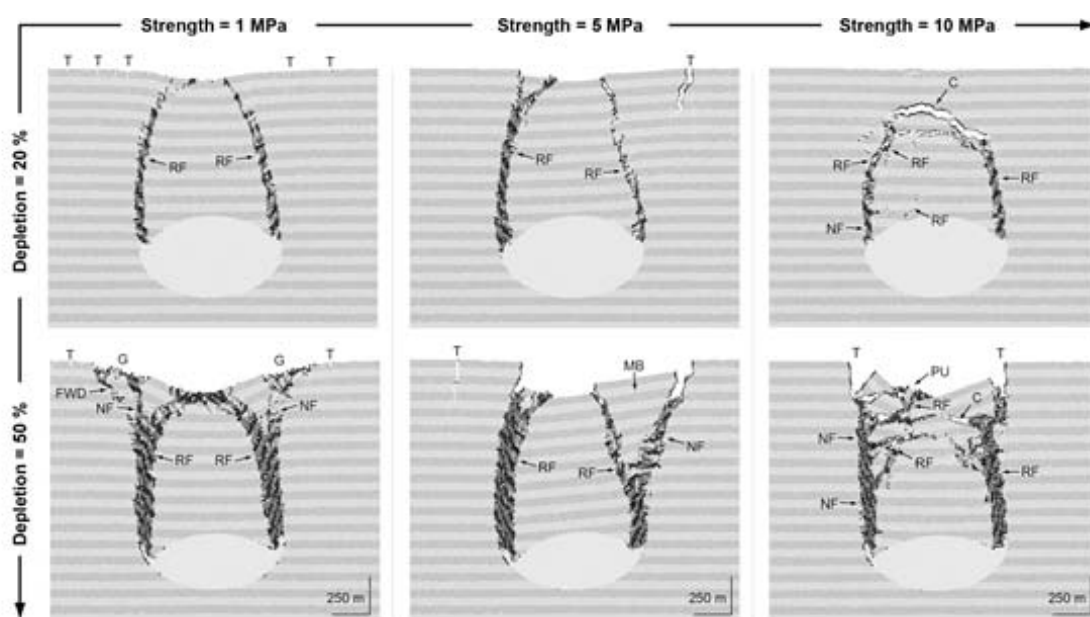 Strength = 1 MPa Strength = 5 MPa Strength = 10 MPa
Depletion = 20 %
T T T T T
RF RF
T
RF
RF
C
RF RF
RF
NF RF
Depletion = 50 %
T G G T
FWD
NF NF
RF RF
250 m
T MB
NF
RF RF
250 m
T T
PU
RF C
NF
RF RF
NF
250 m